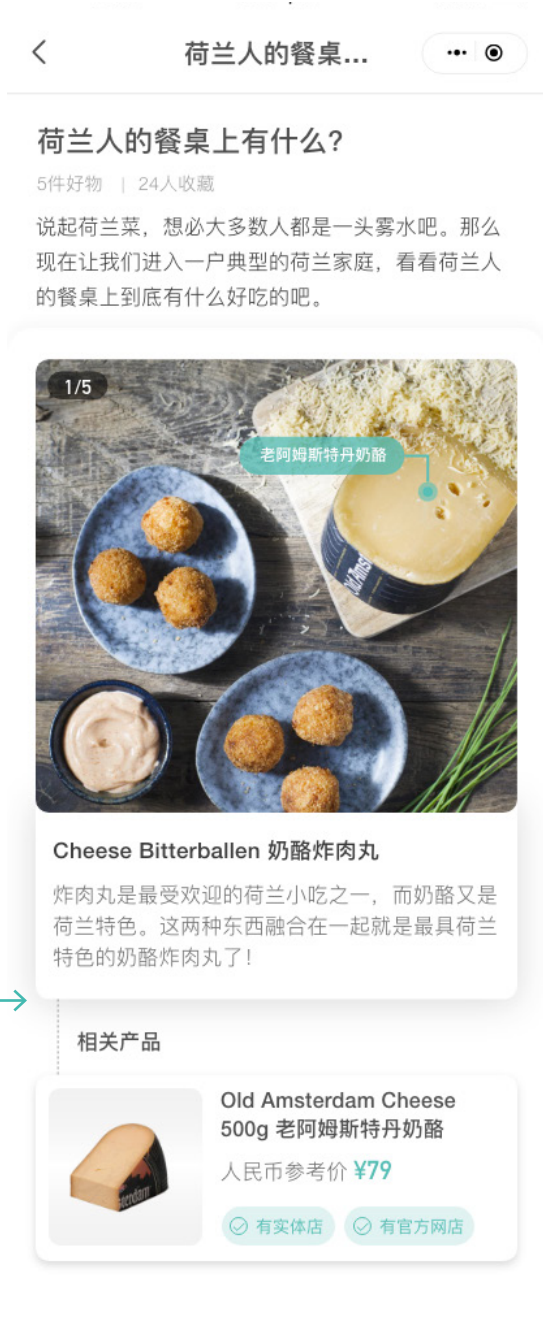 荷兰人的餐桌...
荷兰人的餐桌上有什么？
5件好物 | 24人收藏
说起荷兰菜，想必大多数人都是一头雾水吧。那么
现在让我们进入一户典型的荷兰家庭，看看荷兰人
的餐桌上到底有什么好吃的吧。
1/5
老阿姆斯特丹奶酪
Old Amst
Cheese Bitterballen 奶酪炸肉丸
炸肉丸是最受欢迎的荷兰小吃之一，而奶酪又是
荷兰特色。这两种东西融合在一起就是最具荷兰
特色的奶酪炸肉丸了！
相关产品
Old Amsterdam Cheese
500g 老阿姆斯特丹奶酪
人民币参考价 ¥79
sterdam
有实体店 有官方网店